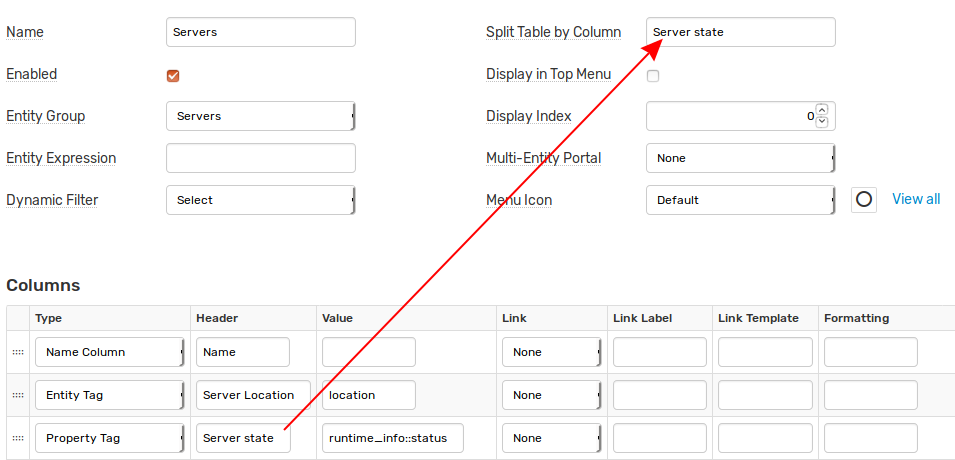 Name Servers Split Table by Column Server state
Enabled Display in Top Menu
Entity Group Servers Display Index 0
Entity Expression Multi-Entity Portal None
Dynamic Filter Select Menu Icon Default View all
Columns
Type Header Value Link Link Label Link Template Formatting
Name Column Name None
Entity Tag Server Location location None
Property Tag Server state runtime_info::status None